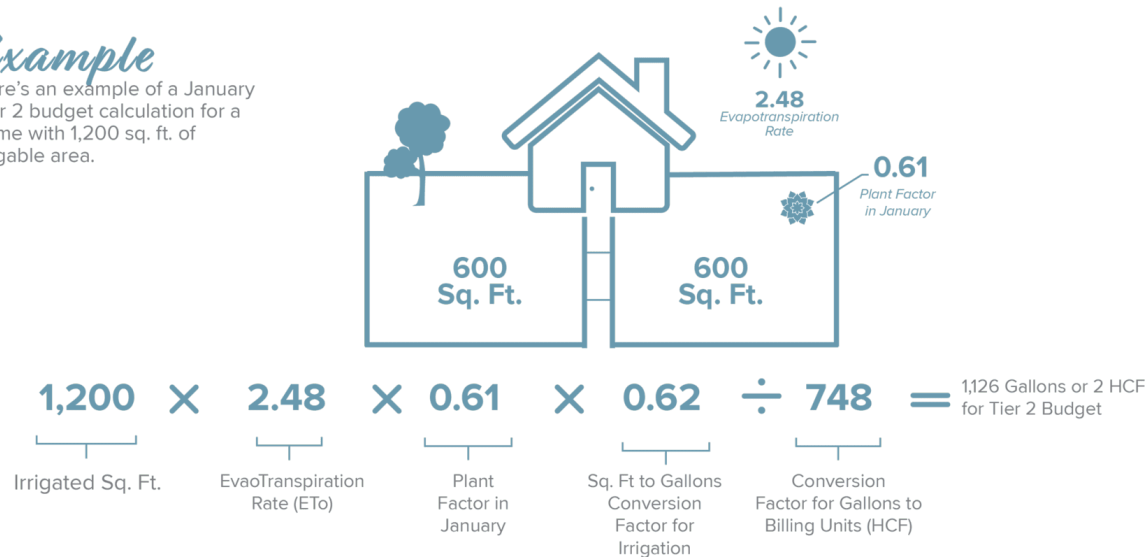 xample
re's an example of a January
r 2 budget calculation for a
me with 1,200 sq. ft. of
gable area.
2.48
Evapotranspiration
Rate
0.61
Plant Factor
in January
600
Sq. Ft.
600
Sq. Ft.
1,200 × 2.48 × 0.61 × 0.62 ÷ 748 = 1,126 Gallons or 2 HCF
for Tier 2 Budget
Irrigated Sq. Ft.
EvaoTranspiration
Rate (ETo)
Plant
Factor in
January
Sq. Ft to Gallons
Conversion
Factor for
Irrigation
Conversion
Factor for Gallons to
Billing Units (HCF)